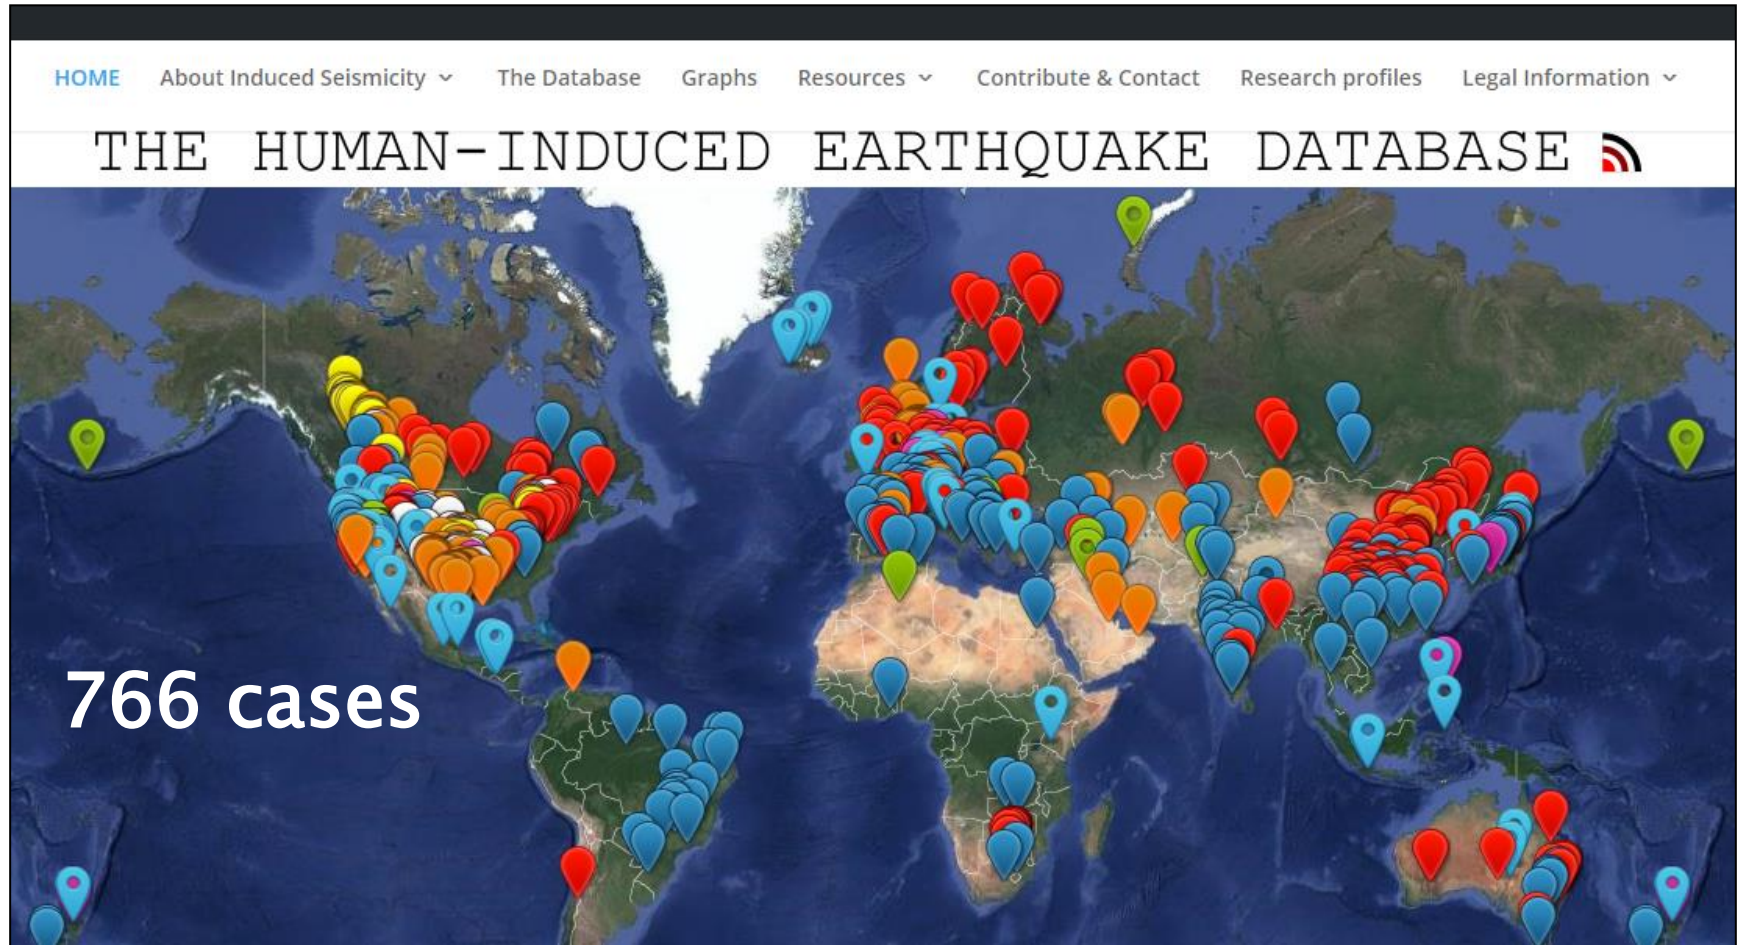 HOME About Induced Seismicity The Database Graphs Resources Contribute & Contact Research profiles Legal Information
THE HUMAN-INDUCED EARTHQUAKE DATABASE
766 cases